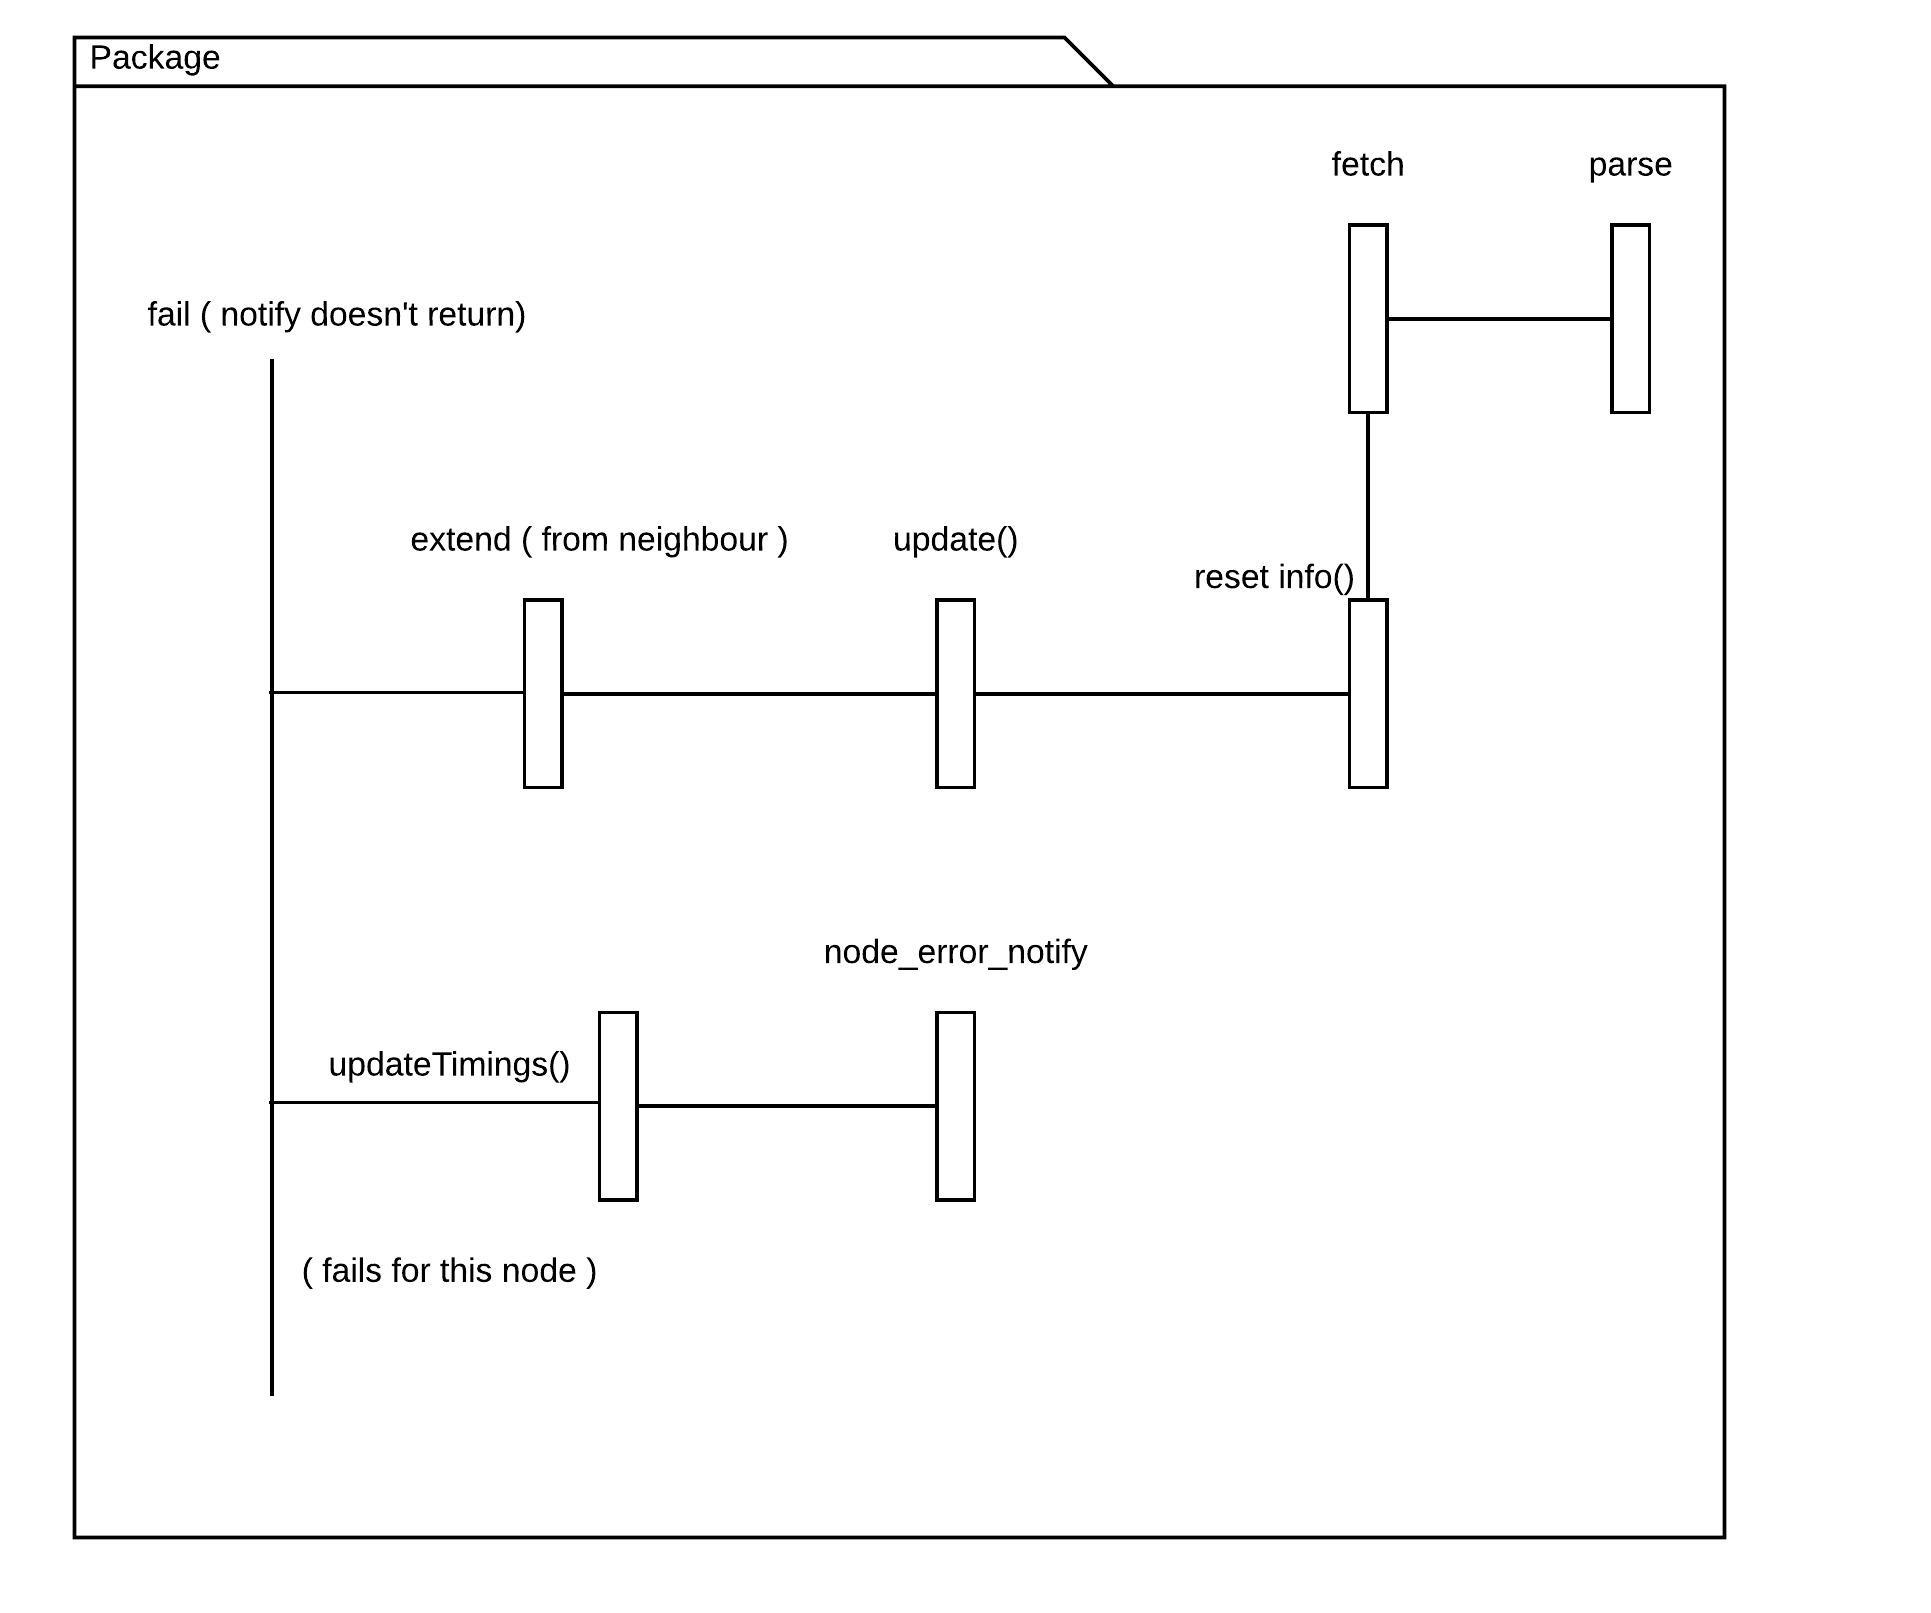 Package
fetch
parse
fail ( notify doesn't return)
extend ( from neighbour )
update()
reset info()
node_error_notify
updateTimings()
( fails for this node )